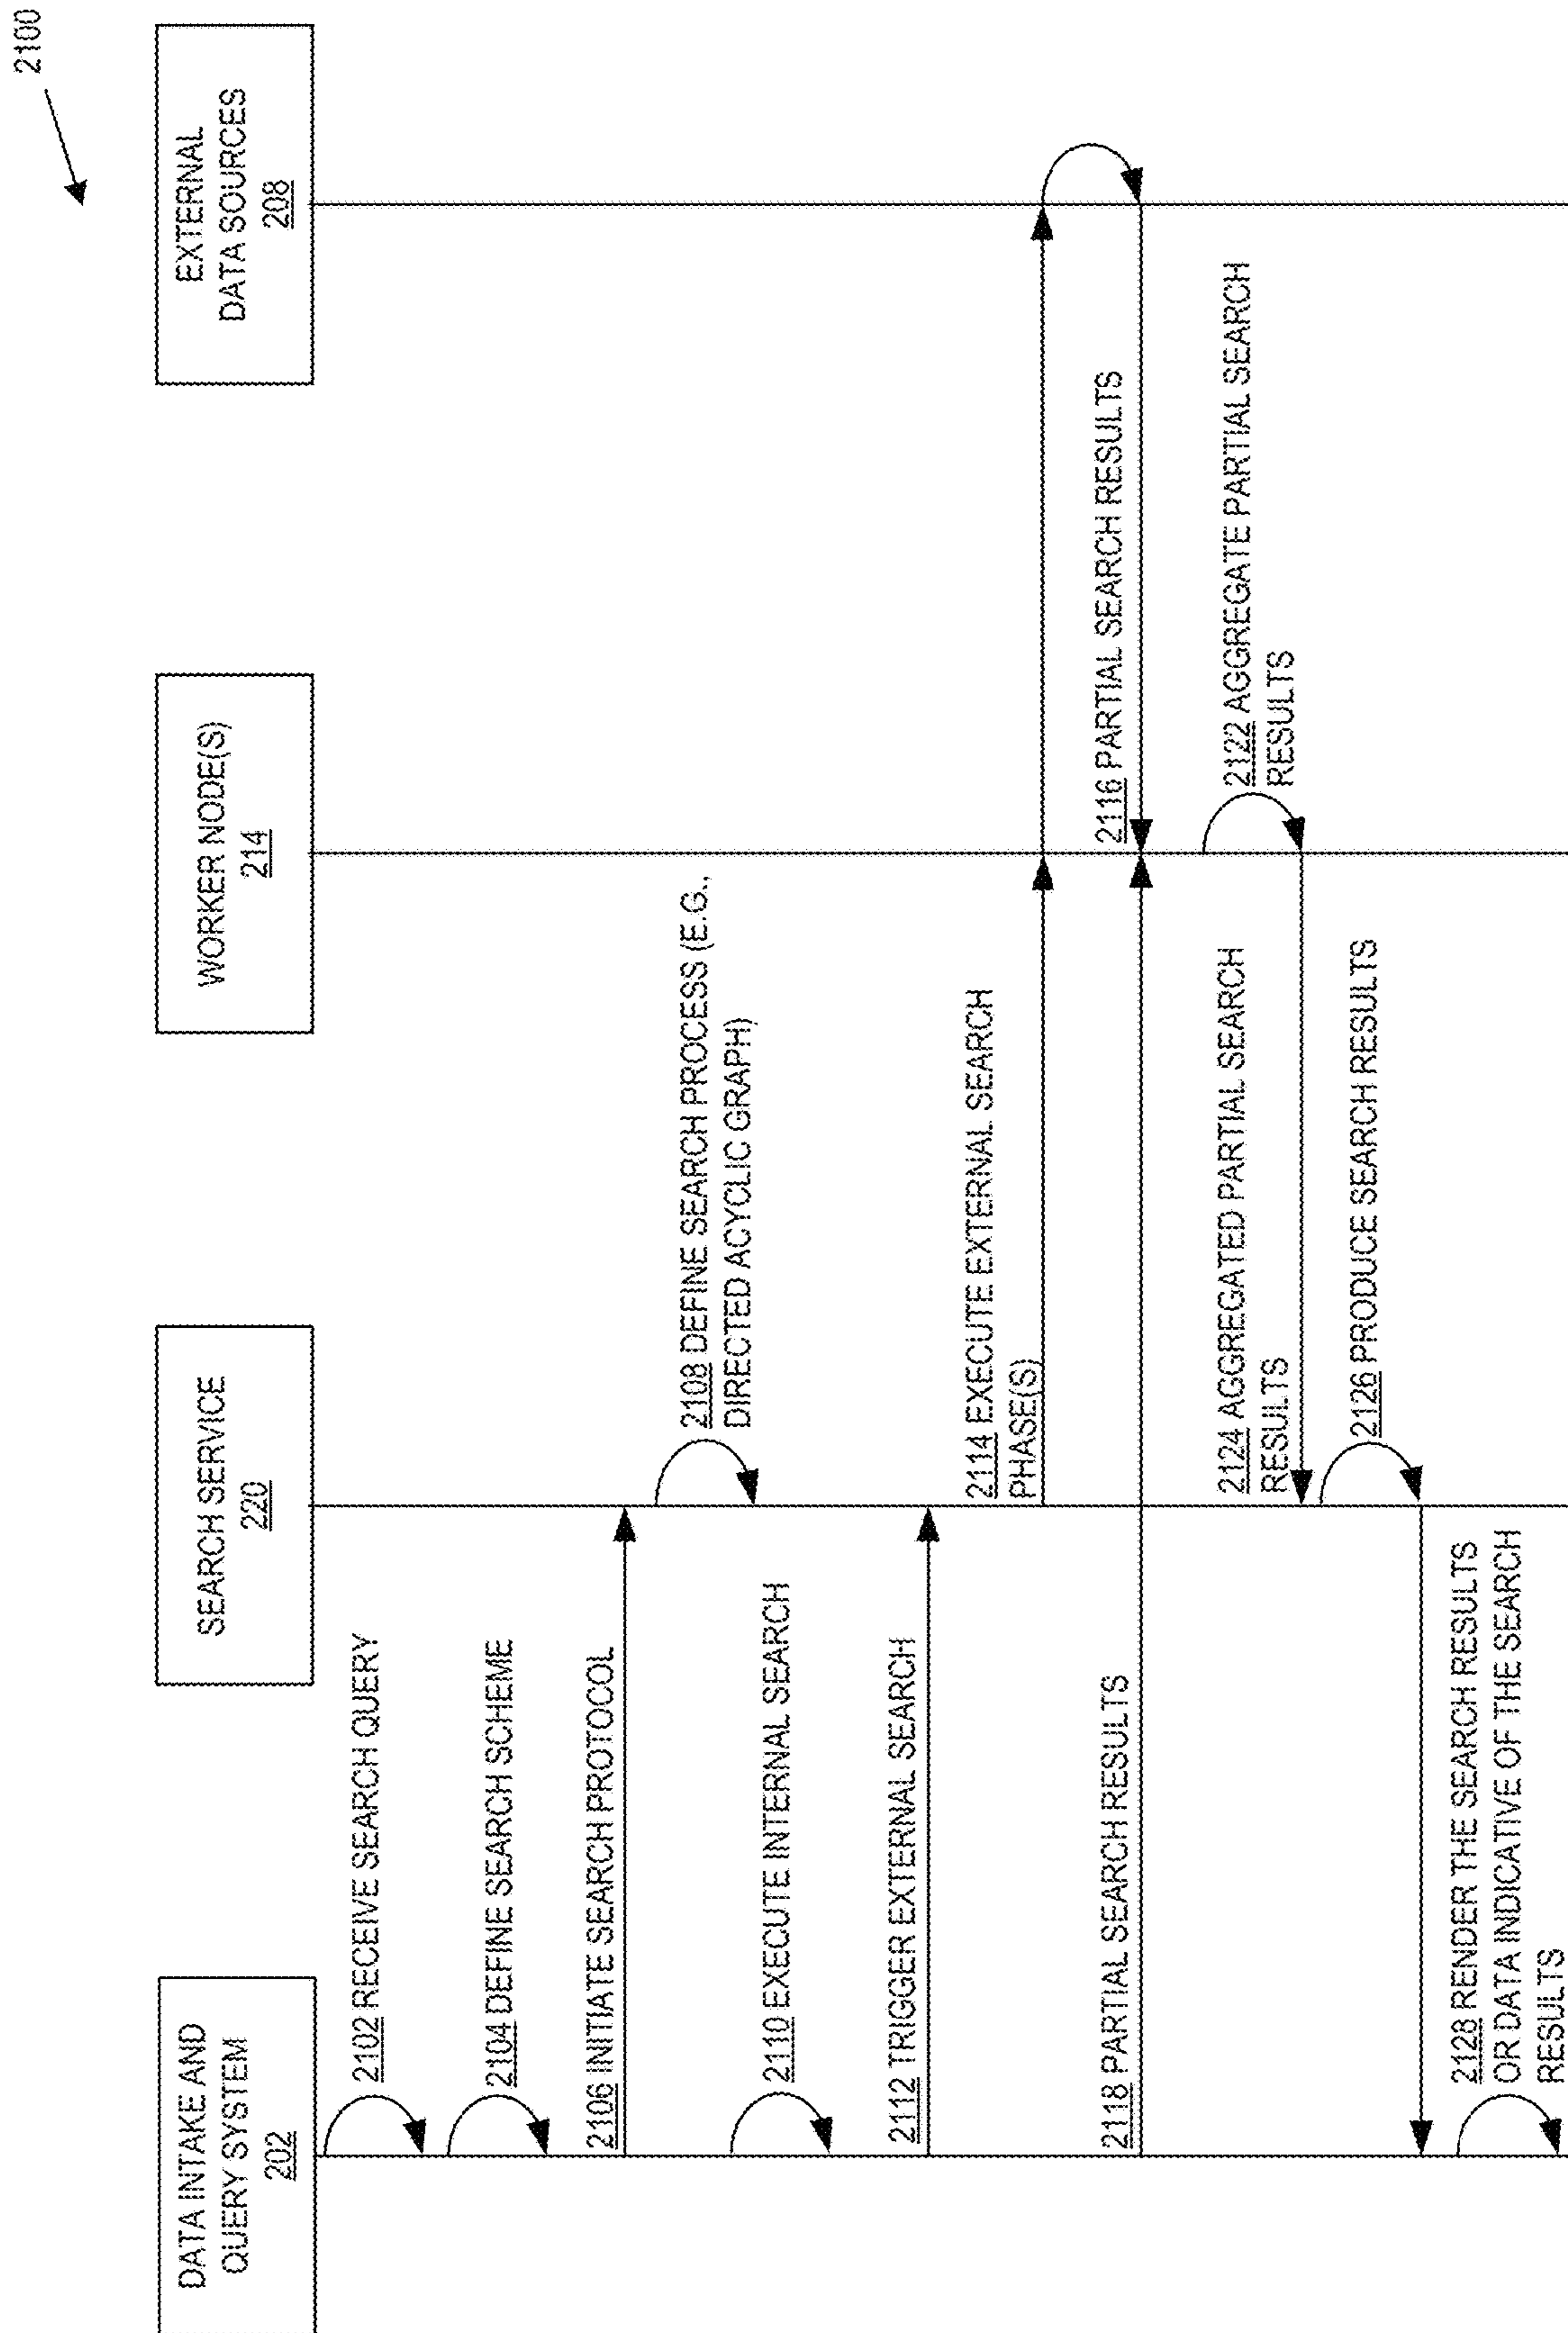 2100
DATA INTAKE AND
QUERY SYSTEM
202
SEARCH SERVICE
220
WORKER NODE(S)
214
EXTERNAL
DATA SOURCES
208
2102 RECEIVE SEARCH QUERY
2104 DEFINE SEARCH SCHEME
2106 INITIATE SEARCH PROTOCOL
2108 DEFINE SEARCH PROCESS (E.G.,
DIRECTED ACYCLIC GRAPH)
2110 EXECUTE INTERNAL SEARCH
2112 TRIGGER EXTERNAL SEARCH
2114 EXECUTE EXTERNAL SEARCH
PHASE(S)
2116 PARTIAL SEARCH RESULTS
2118 PARTIAL SEARCH RESULTS
2122 AGGREGATE PARTIAL SEARCH
RESULTS
2124 AGGREGATED PARTIAL SEARCH
RESULTS
2126 PRODUCE SEARCH RESULTS
2128 RENDER THE SEARCH RESULTS
OR DATA INDICATIVE OF THE SEARCH
RESULTS